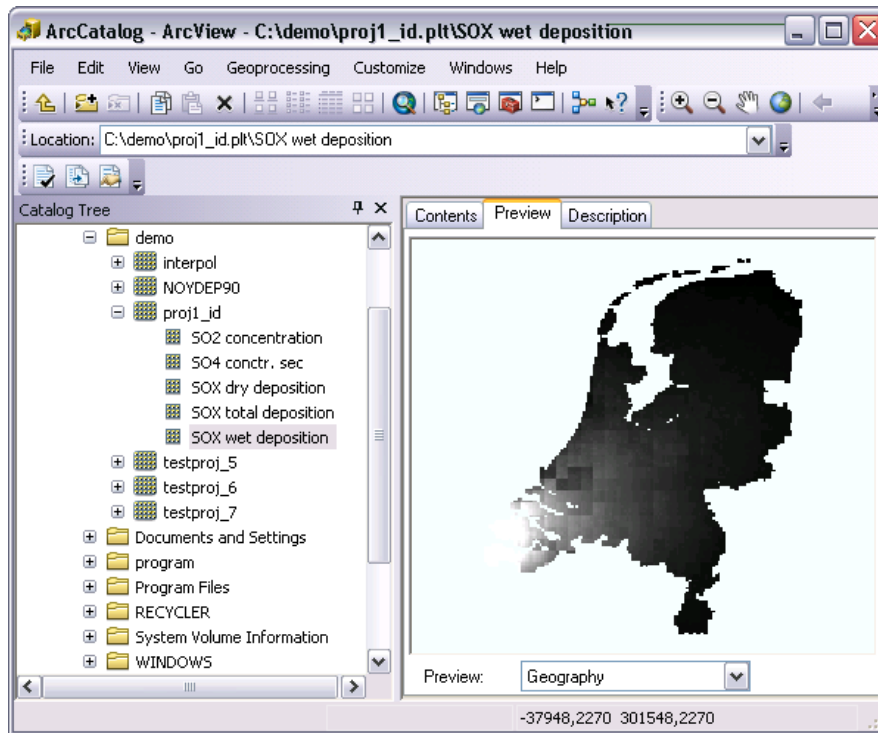 ArcCatalog - ArcView - C:\demo\proj1_id.plt\SOX wet deposition
File Edit View Go Geoprocessing Customize Windows Help
Location: C:\demo\proj1_id.plt\SOX wet deposition
Catalog Tree
Contents Preview Description
demo
interpol
NOYDEP90
proj1_id
SO2 concentration
SO4 conctr. sec
SOX dry deposition
SOX total deposition
SOX wet deposition
testproj_5
testproj_6
testproj_7
Documents and Settings
program
Program Files
RECYCLER
System Volume Information
WINDOWS
Preview: Geography
-37948,2270 301548,2270